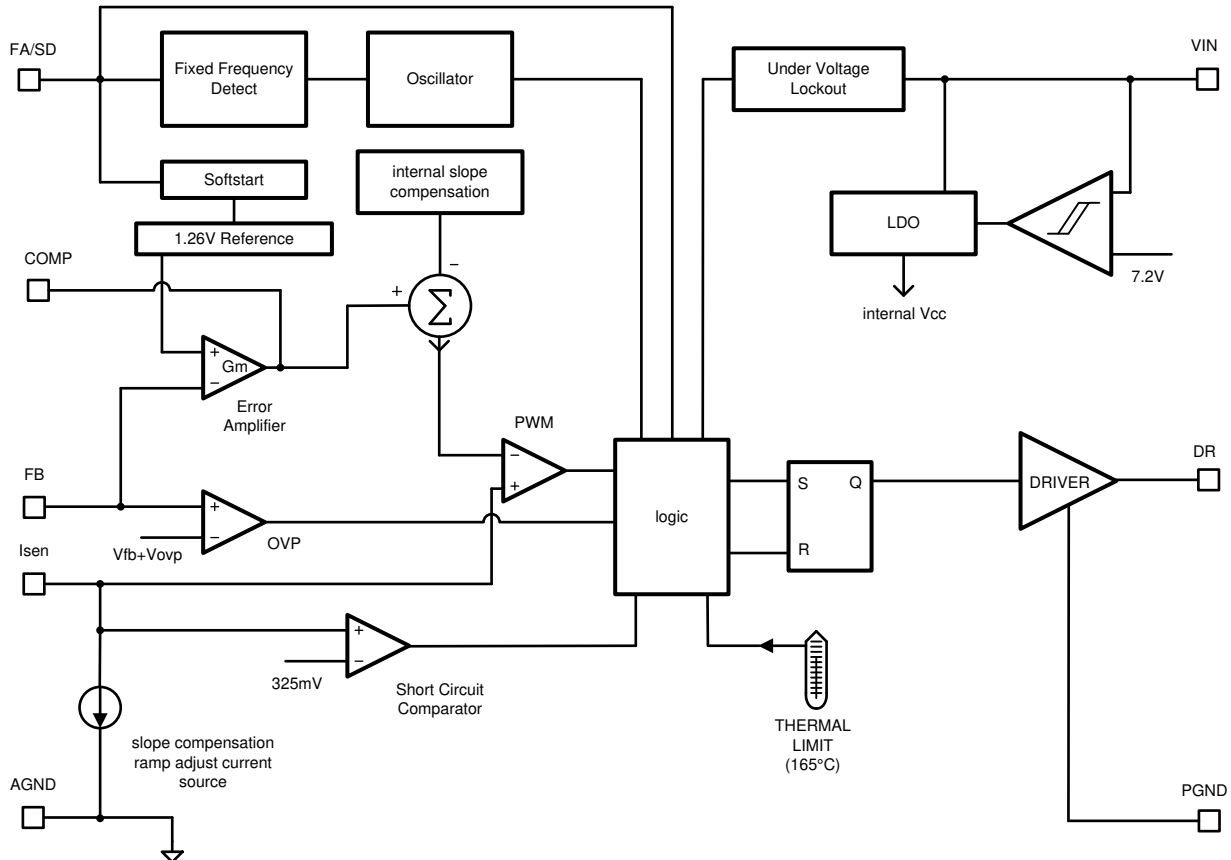 FA/SD
Fixed Frequency
Detect
Oscillator
Under Voltage
Lockout
VIN
Softstart
internal slope
compensation
1.26V Reference
LDO
7.2V
internal Vcc
COMP
−
+
Σ
+
Gm
−
Error
Amplifier
PWM
−
+
FB
+
−
Vfb+Vovp
OVP
logic
S
Q
R
DRIVER
DR
Isen
+
−
325mV
Short Circuit
Comparator
THERMAL
LIMIT
(165°C)
slope compensation
ramp adjust current
source
AGND
PGND